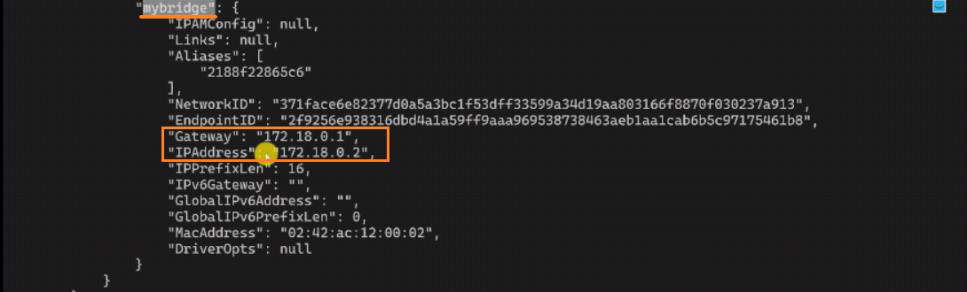 "mybridge": {
"IPAMConfig": null,
"Links": null,
"Aliases": [
"2188f22865c6"
],
"NetworkID": "371face6e82377d0a5a3bc1f53dff33599a34d19aa803166f8870f030237a913",
"EndpointID": "2f9256e938316dbd4a1a59ff9aaa969538738463aeb1aa1cab6b5c97175461b8",
"Gateway": "172.18.0.1",
"IPAddress": "172.18.0.2",
"IPPrefixLen": 16,
"IPv6Gateway": "",
"GlobalIPv6Address": "",
"GlobalIPv6PrefixLen": 0,
"MacAddress": "02:42:ac:12:00:02",
"DriverOpts": null
}
}